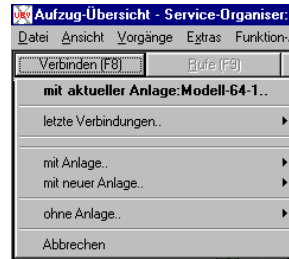 UBV Aufzug-Übersicht - Service-Organiser:
Datei Ansicht Vorgänge Extras Funktion-
Verbinden (F8) Rufe (F9)
mit aktueller Anlage:Modell-64-1..
letzte Verbindungen..
mit Anlage..
mit neuer Anlage..
ohne Anlage..
Abbrechen